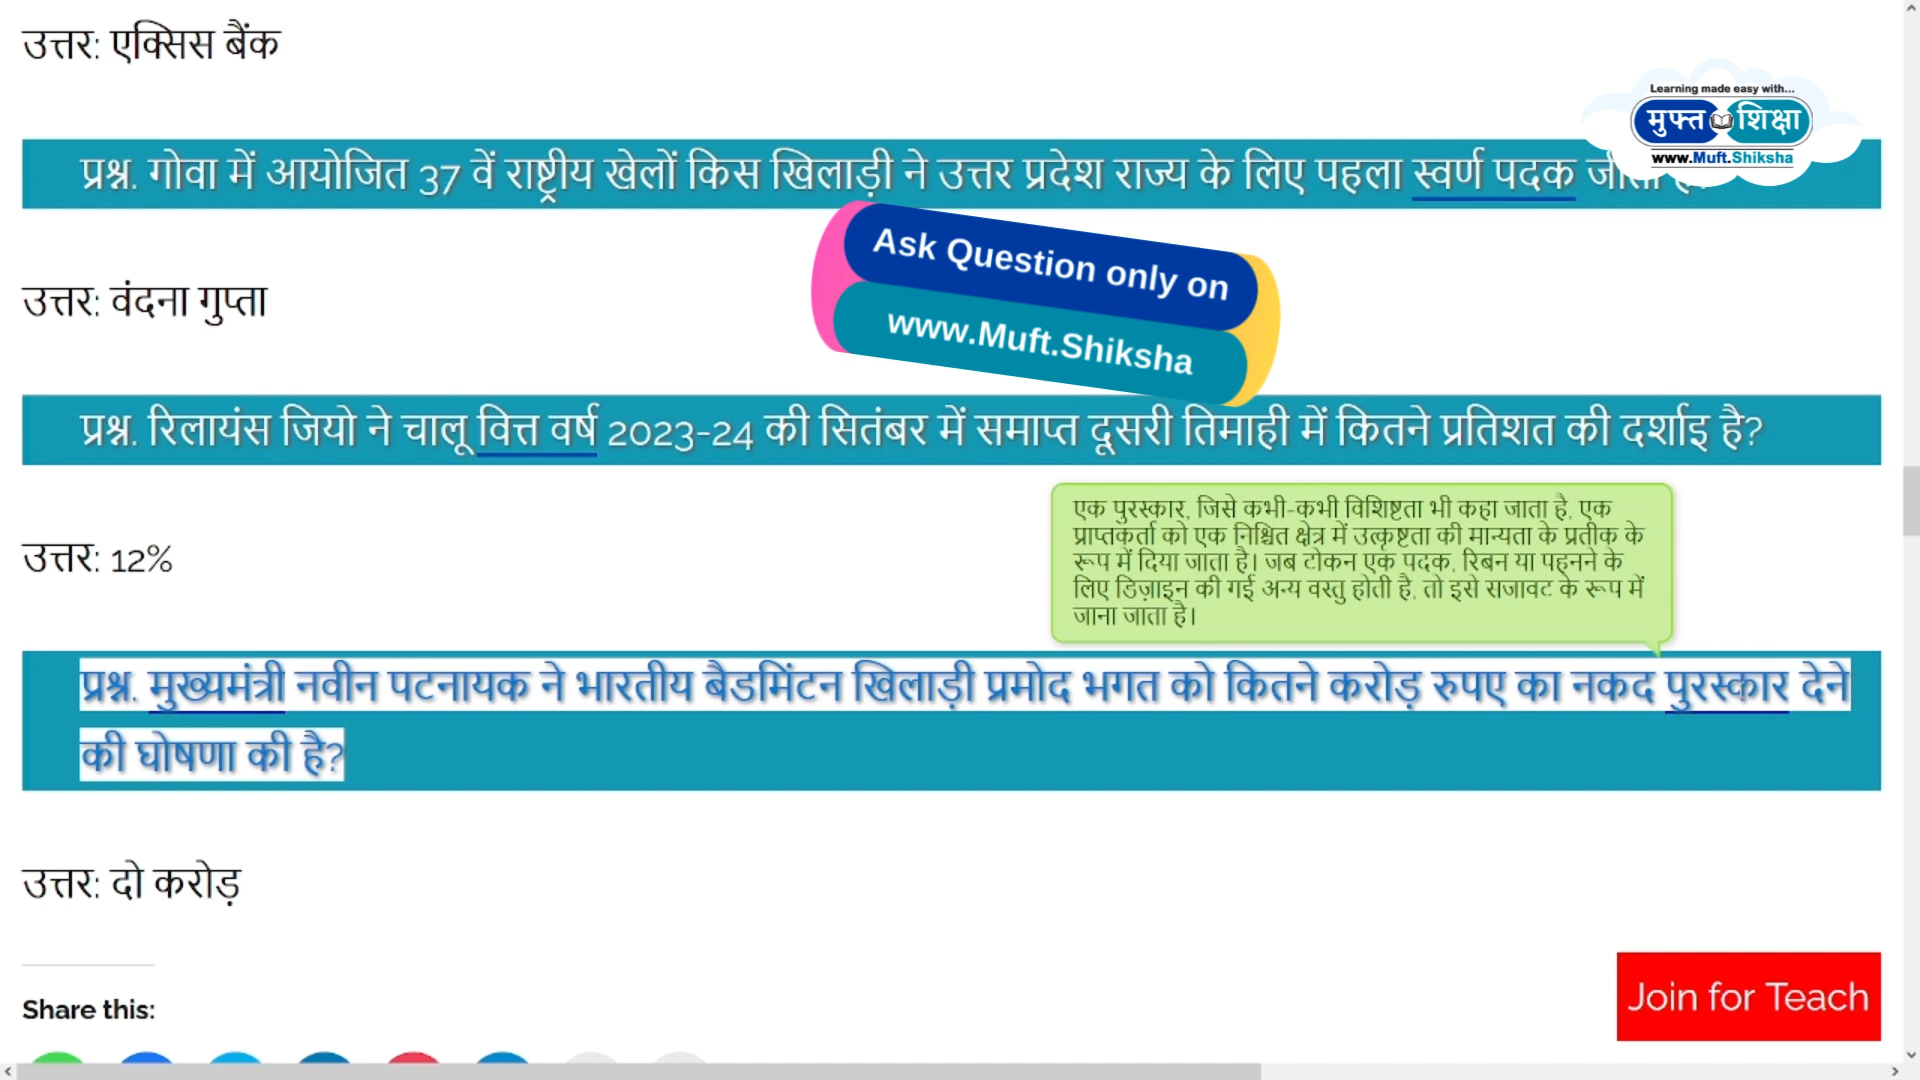 उत्तर: एक्सिस बैंक
Learning made easy with...
मुफ्त शिक्षा
www.Muft.Shiksha
प्रश्न. गोवा में आयोजित 37 वें राष्ट्रीय खेलों किस खिलाड़ी ने उत्तर प्रदेश राज्य के लिए पहला स्वर्ण पदक
Ask Question only on
www.Muft.Shiksha
उत्तर: वंदना गुप्ता
प्रश्न. रिलायंस जियो ने चालू वित्त वर्ष 2023-24 की सितंबर में समाप्त दूसरी तिमाही में कितने प्रतिशत की दर्शाइ है?
एक पुरस्कार, जिसे कभी-कभी विशिष्टता भी कहा जाता है, एक
प्राप्तकर्ता को एक निश्चित क्षेत्र में उत्कृष्टता की मान्यता के प्रतीक के
रूप में दिया जाता है। जब टोकन एक पदक, रिबन या पहनने के
लिए डिज़ाइन की गई अन्य वस्तु होती है, तो इसे सजावट के रूप में
जाना जाता है।
उत्तर: 12%
प्रश्न. मुख्यमंत्री नवीन पटनायक ने भारतीय बैडमिंटन खिलाड़ी प्रमोद भगत को कितने करोड़ रुपए का नकद पुरस्कार देने
की घोषणा की है?
उत्तर: दो करोड़
Share this:
Join for Teach